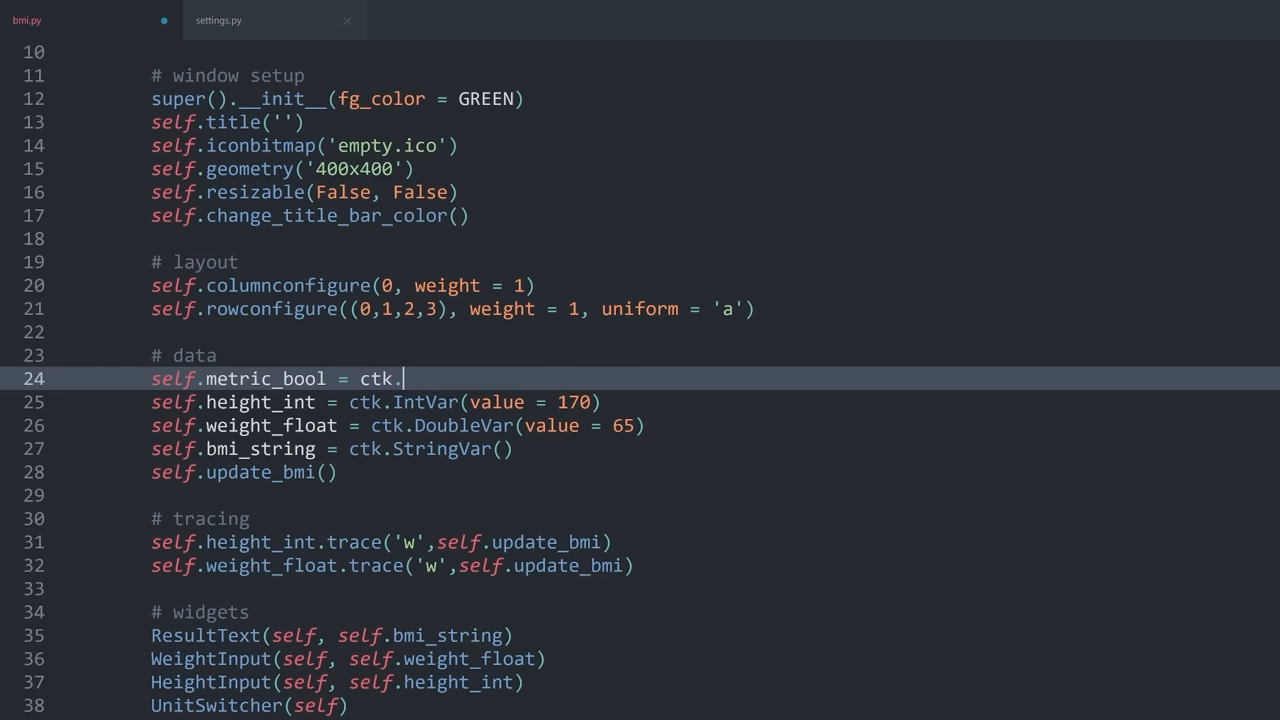 bmi.py settings.py
10
11 # window setup
12 super().__init__(fg_color = GREEN)
13 self.title('')
14 self.iconbitmap('empty.ico')
15 self.geometry('400x400')
16 self.resizable(False, False)
17 self.change_title_bar_color()
18
19 # layout
20 self.columnconfigure(0, weight = 1)
21 self.rowconfigure((0,1,2,3), weight = 1, uniform = 'a')
22
23 # data
24 self.metric_bool = ctk.
25 self.height_int = ctk.IntVar(value = 170)
26 self.weight_float = ctk.DoubleVar(value = 65)
27 self.bmi_string = ctk.StringVar()
28 self.update_bmi()
29
30 # tracing
31 self.height_int.trace('w',self.update_bmi)
32 self.weight_float.trace('w',self.update_bmi)
33
34 # widgets
35 ResultText(self, self.bmi_string)
36 WeightInput(self, self.weight_float)
37 HeightInput(self, self.height_int)
38 UnitSwitcher(self)